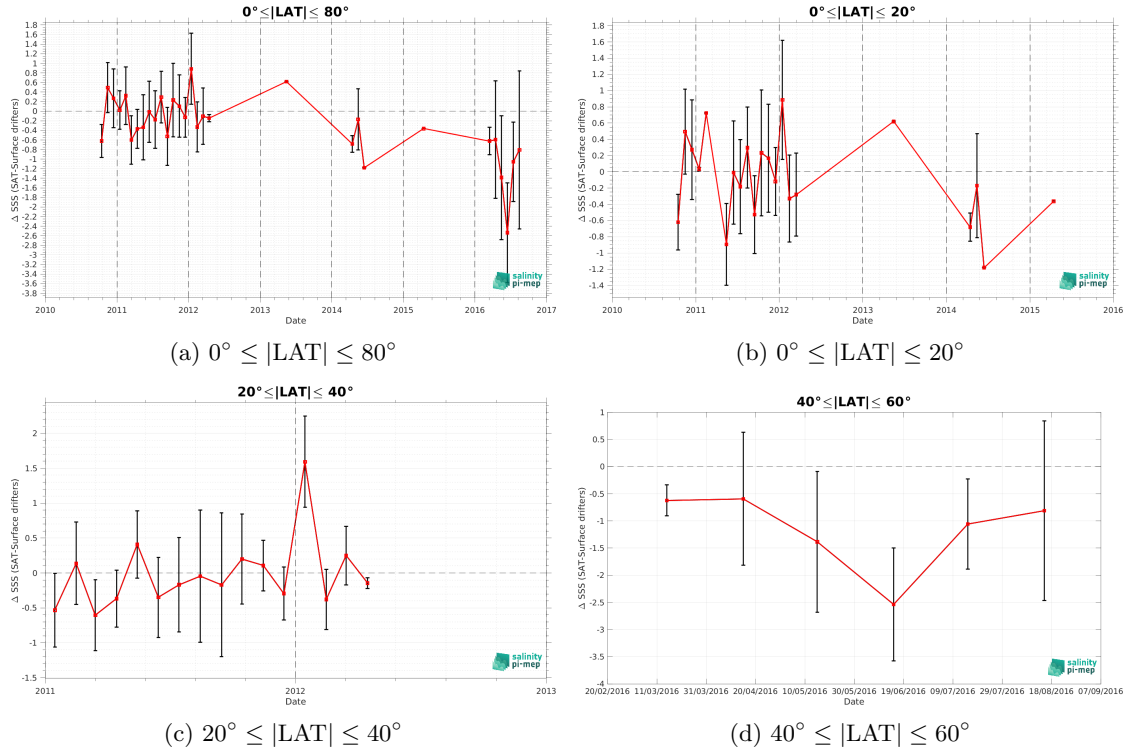 0°≤|LAT|≤ 80°
1.8
1.6
1.4
1.2
1
0.8
0.6
0.4
0.2
0
-0.2
-0.4
-0.6
-0.8
-1
-1.2
-1.4
-1.6
-1.8
-2
-2.2
-2.4
-2.6
-2.8
-3
-3.2
-3.4
-3.6
-3.8
Δ SSS (SAT-Surface drifters)
2010 2011 2012 2013 2014 2015 2016 2017
Date
salinity
pi-mep
(a) 0° ≤ |LAT| ≤ 80°
0°≤|LAT|≤ 20°
1.8
1.6
1.4
1.2
1
0.8
0.6
0.4
0.2
0
-0.2
-0.4
-0.6
-0.8
-1
-1.2
-1.4
Δ SSS (SAT-Surface drifters)
2010 2011 2012 2013 2014 2015 2016
Date
salinity
pi-mep
(b) 0° ≤ |LAT| ≤ 20°
20°≤|LAT|≤ 40°
2
1.5
1
0.5
0
-0.5
-1
-1.5
Δ SSS (SAT-Surface drifters)
2011 2012 2013
Date
salinity
pi-mep
(c) 20° ≤ |LAT| ≤ 40°
40°≤|LAT|≤ 60°
1
0.5
0
-0.5
-1
-1.5
-2
-2.5
-3
-3.5
-4
Δ SSS (SAT-Surface drifters)
20/02/2016 11/03/2016 31/03/2016 20/04/2016 10/05/2016 30/05/2016 19/06/2016 09/07/2016 29/07/2016 18/08/2016 07/09/2016
Date
salinity
pi-mep
(d) 40° ≤ |LAT| ≤ 60°